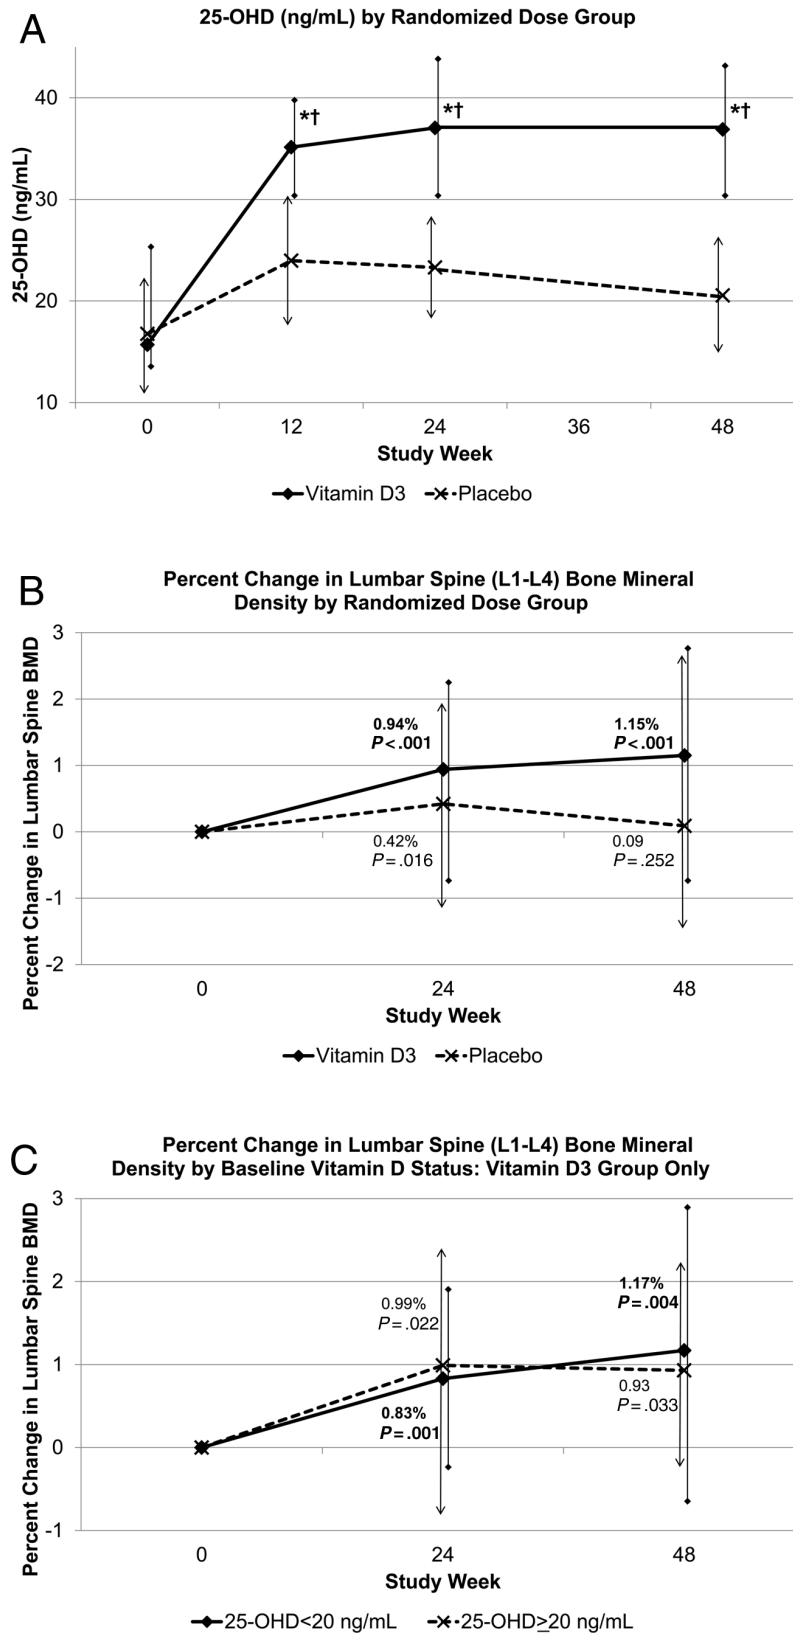 A
25-OHD (ng/mL) by Randomized Dose Group
25-OHD (ng/mL)
40
30
20
10
*†
*†
*†
0 12 24 36 48
Study Week
Vitamin D3 Placebo
B
Percent Change in Lumbar Spine (L1-L4) Bone Mineral
Density by Randomized Dose Group
Percent Change in Lumbar Spine BMD
3
2
1
0
-1
-2
0.94%
P<.001
1.15%
P<.001
0.42%
P=.016
0.09
P=.252
0 24 48
Study Week
Vitamin D3 Placebo
C
Percent Change in Lumbar Spine (L1-L4) Bone Mineral
Density by Baseline Vitamin D Status: Vitamin D3 Group Only
Percent Change in Lumbar Spine BMD
3
2
1
0
-1
0.99%
P=.022
1.17%
P=.004
0.83%
P=.001
0.93
P=.033
0 24 48
Study Week
25-OHD<20 ng/mL 25-OHD≥20 ng/mL